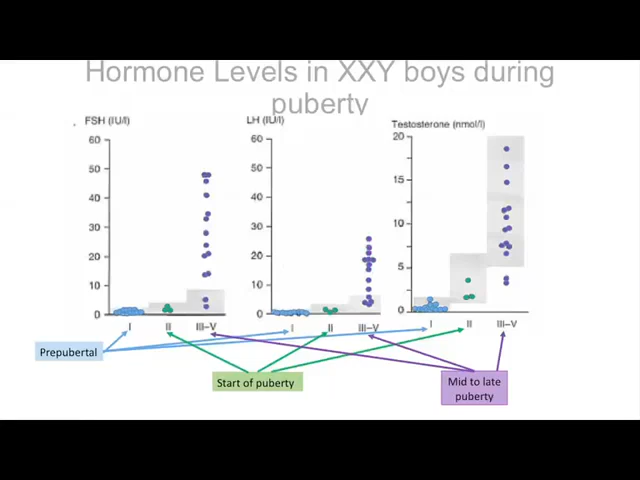 Hormone Levels in XXY boys during
puberty
FSH (IU/l)
60
50
40
30
20
10
0
I
II
III–V
LH (IU/l)
60
50
40
30
20
10
0
I
II
III–V
Testosterone (nmol/l)
20
15
10
5
0
I
II
III–V
Prepubertal
Start of puberty
Mid to late
puberty